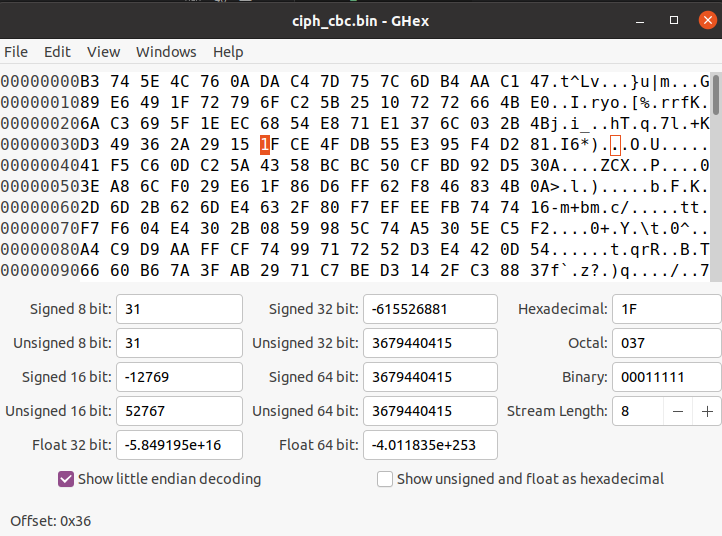 ciph_cbc.bin - GHex
File Edit View Windows Help
00000000B3 74 5E 4C 76 0A DA C4 7D 75 7C 6D B4 AA C1 47.t^Lv...}u|m...G
00000010 89 E6 49 1F 72 79 6F C2 5B 25 10 72 72 66 4B E0..I.ryo.[%.rrfK.
000000206A C3 69 5F 1E EC 68 54 E8 71 E1 37 6C 03 2B 4Bj.i_..hT.q.7l.+K
00000030D3 49 36 2A 29 15 1F CE 4F DB 55 E3 95 F4 D2 81.I6*)...O.U.....
0000004041 F5 C6 0D C2 5A 43 58 BC BC 50 CF BD 92 D5 30A....ZCX..P....0
000000503E A8 6C F0 29 E6 1F 86 D6 FF 62 F8 46 83 4B 0A>.l.).....b.F.K.
000000602D 6D 2B 62 6D E4 63 2F 80 F7 EF EE FB 74 74 16-m+bm.c/.....tt.
00000070F7 F6 04 E4 30 2B 08 59 98 5C 74 A5 30 5E C5 F2....0+.Y.\t.0^..
00000080A4 C9 D9 AA FF CF 74 99 71 72 52 D3 E4 42 0D 54......t.qrR..B.T
0000009066 60 B6 7A 3F AB 29 71 C7 BE D3 14 2F C3 88 37f`.z?.)q..../..7
Signed 8 bit: 31 Signed 32 bit: -615526881 Hexadecimal: 1F
Unsigned 8 bit: 31 Unsigned 32 bit: 3679440415 Octal: 037
Signed 16 bit: -12769 Signed 64 bit: 3679440415 Binary: 00011111
Unsigned 16 bit: 52767 Unsigned 64 bit: 3679440415 Stream Length: 8 − +
Float 32 bit: -5.849195e+16 Float 64 bit: -4.011835e+253
Show little endian decoding Show unsigned and float as hexadecimal
Offset: 0x36